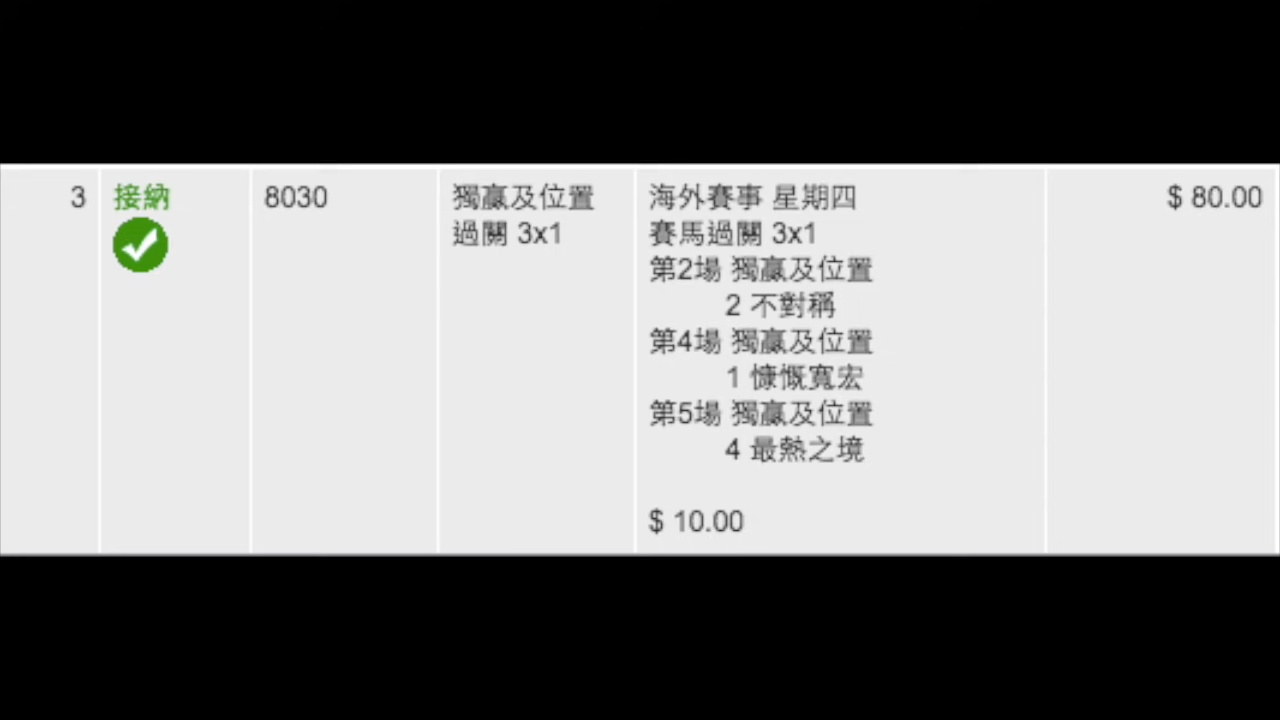 3
接納
8030
獨贏及位置
過關 3x1
海外賽事 星期四
賽馬過關 3x1
第2場 獨贏及位置
2 不對稱
第4場 獨贏及位置
1 慷慨寬宏
第5場 獨贏及位置
4 最熱之境
$ 10.00
$ 80.00